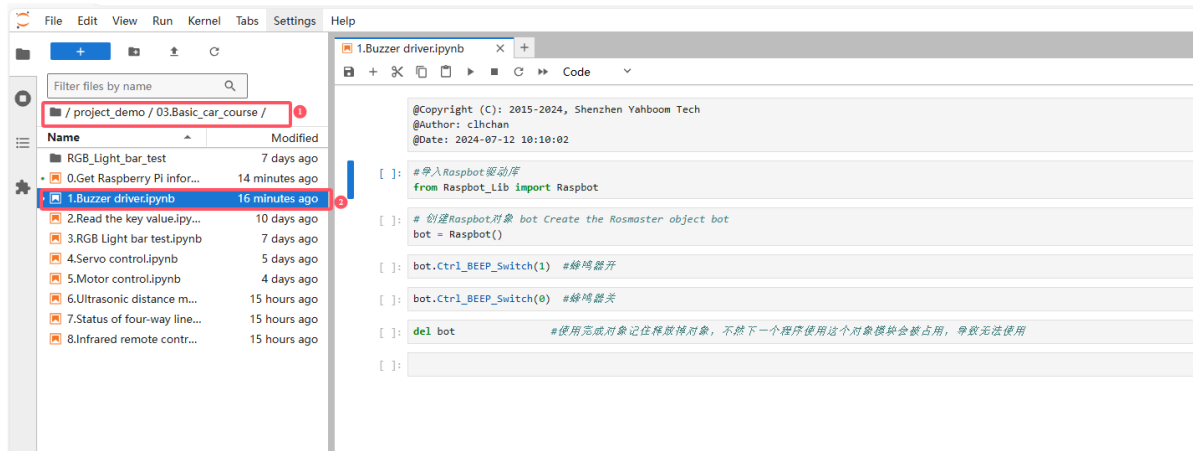 File Edit View Run Kernel Tabs Settings Help
+
Filter files by name
/ project_demo / 03.Basic_car_course /
1
Name Modified
RGB_Light_bar_test 7 days ago
0.Get Raspberry Pi infor... 14 minutes ago
1.Buzzer driver.ipynb 16 minutes ago
2
2.Read the key value.ipy... 10 days ago
3.RGB Light bar test.ipynb 7 days ago
4.Servo control.ipynb 5 days ago
5.Motor control.ipynb 4 days ago
6.Ultrasonic distance m... 15 hours ago
7.Status of four-way line... 15 hours ago
8.Infrared remote contr... 15 hours ago
1.Buzzer driver.ipynb × +
Code
@Copyright (C): 2015-2024, Shenzhen Yahboom Tech
@Author: clhchan
@Date: 2024-07-12 10:10:02
[ ]: #导入Raspbot驱动库
from Raspbot_Lib import Raspbot
[ ]: # 创建Raspbot对象 bot Create the Rosmaster object bot
bot = Raspbot()
[ ]: bot.Ctrl_BEEP_Switch(1) #蜂鸣器开
[ ]: bot.Ctrl_BEEP_Switch(0) #蜂鸣器关
[ ]: del bot #使用完成对象记住释放掉对象，不然下一个程序使用这个对象模块会被占用，导致无法使用
[ ]: